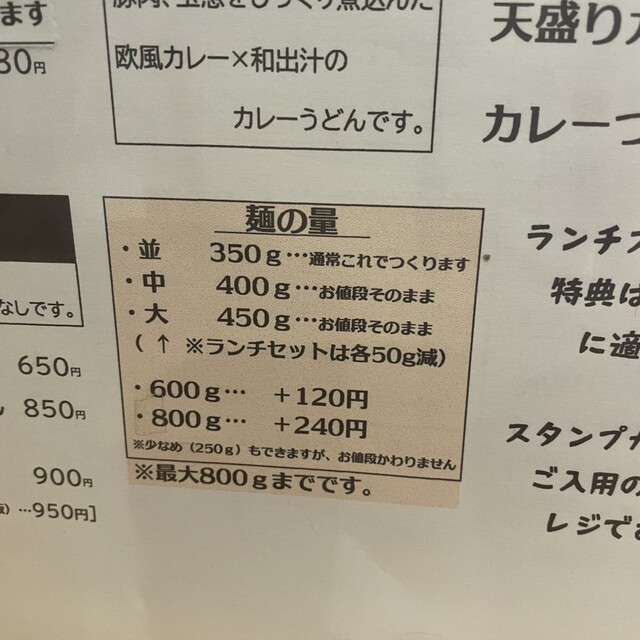 ます
80円
豚肉、玉葱をじっくり煮込んだ
欧風カレー×和出汁の
カレーうどんです。
天盛り
カレーつ
麺の量
・並 350g…通常これでつくります
・中 400g…お値段そのまま
・大 450g…お値段そのまま
(↑ ※ランチセットは各50g減)
・600g… +120円
・800g… +240円
※少なめ(250g)もできますが、お値段かわりません
※最大800gまでです。
なしです。
650円
850円
900円
…950円]
ランチ
特典は
に適
スタンプカ
ご入用の
レジでお